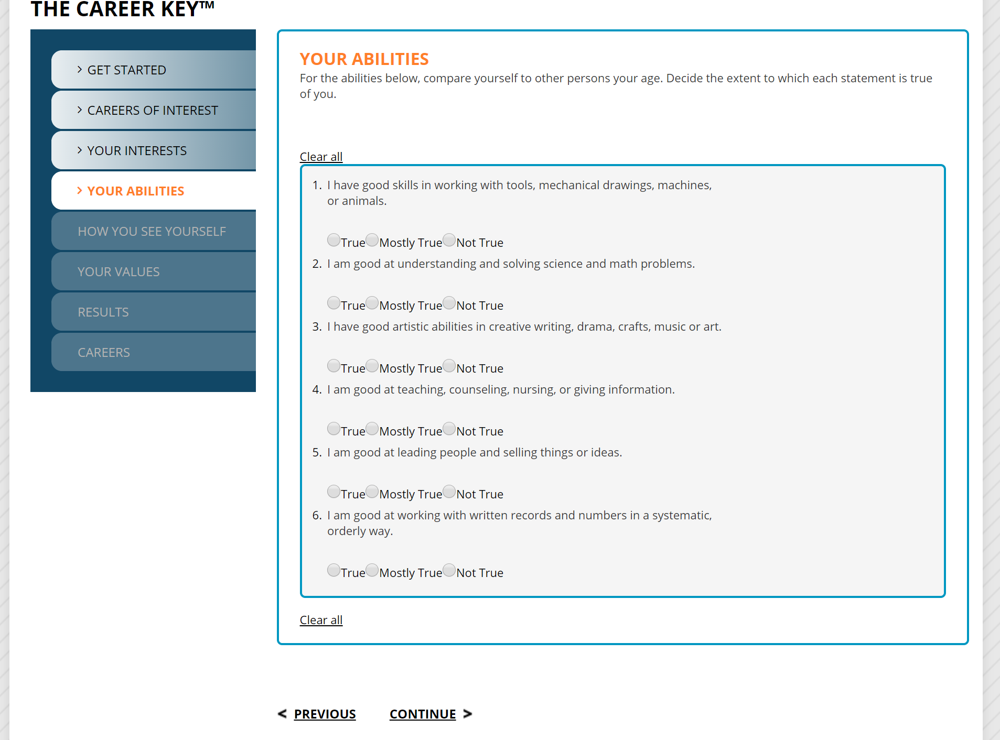 THE CAREER KEY™
> GET STARTED
> CAREERS OF INTEREST
> YOUR INTERESTS
> YOUR ABILITIES
HOW YOU SEE YOURSELF
YOUR VALUES
RESULTS
CAREERS
YOUR ABILITIES
For the abilities below, compare yourself to other persons your age. Decide the extent to which each statement is true
of you.
Clear all
1. I have good skills in working with tools, mechanical drawings, machines,
or animals.
True Mostly True Not True
2. I am good at understanding and solving science and math problems.
True Mostly True Not True
3. I have good artistic abilities in creative writing, drama, crafts, music or art.
True Mostly True Not True
4. I am good at teaching, counseling, nursing, or giving information.
True Mostly True Not True
5. I am good at leading people and selling things or ideas.
True Mostly True Not True
6. I am good at working with written records and numbers in a systematic,
orderly way.
True Mostly True Not True
Clear all
< PREVIOUS CONTINUE >